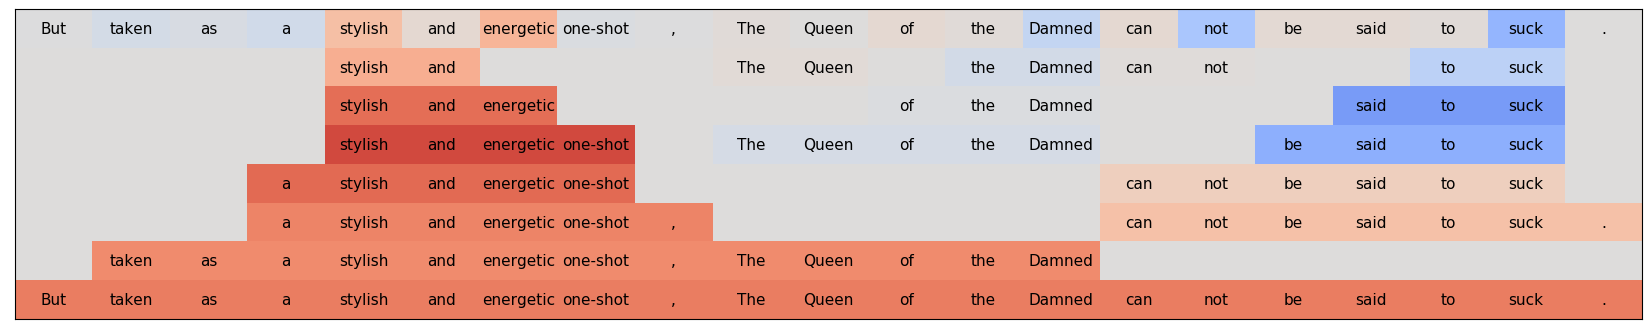 But taken as a stylish and energetic one-shot , The Queen of the Damned can not be said to suck .
stylish and The Queen the Damned can not to suck
stylish and energetic of the Damned said to suck
stylish and energetic one-shot The Queen of the Damned be said to suck
a stylish and energetic one-shot can not be said to suck
a stylish and energetic one-shot , can not be said to suck .
taken as a stylish and energetic one-shot , The Queen of the Damned
But taken as a stylish and energetic one-shot , The Queen of the Damned can not be said to suck .